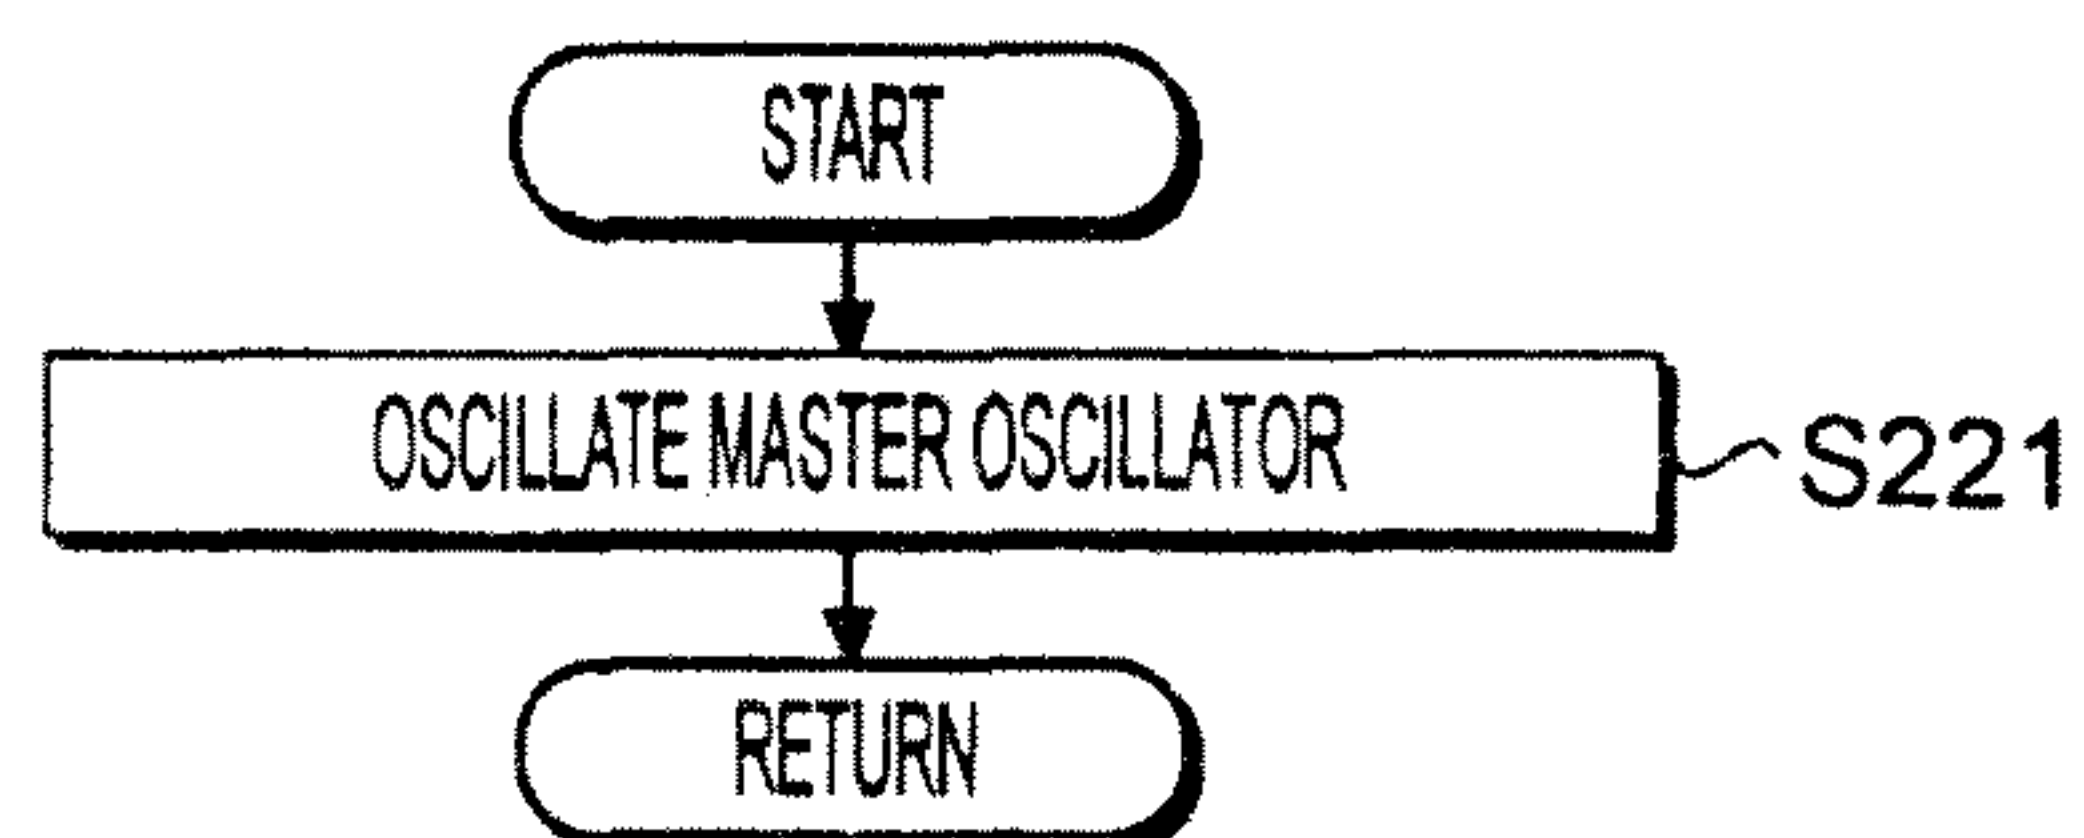 START
OSCILLATE MASTER OSCILLATOR
S221
RETURN